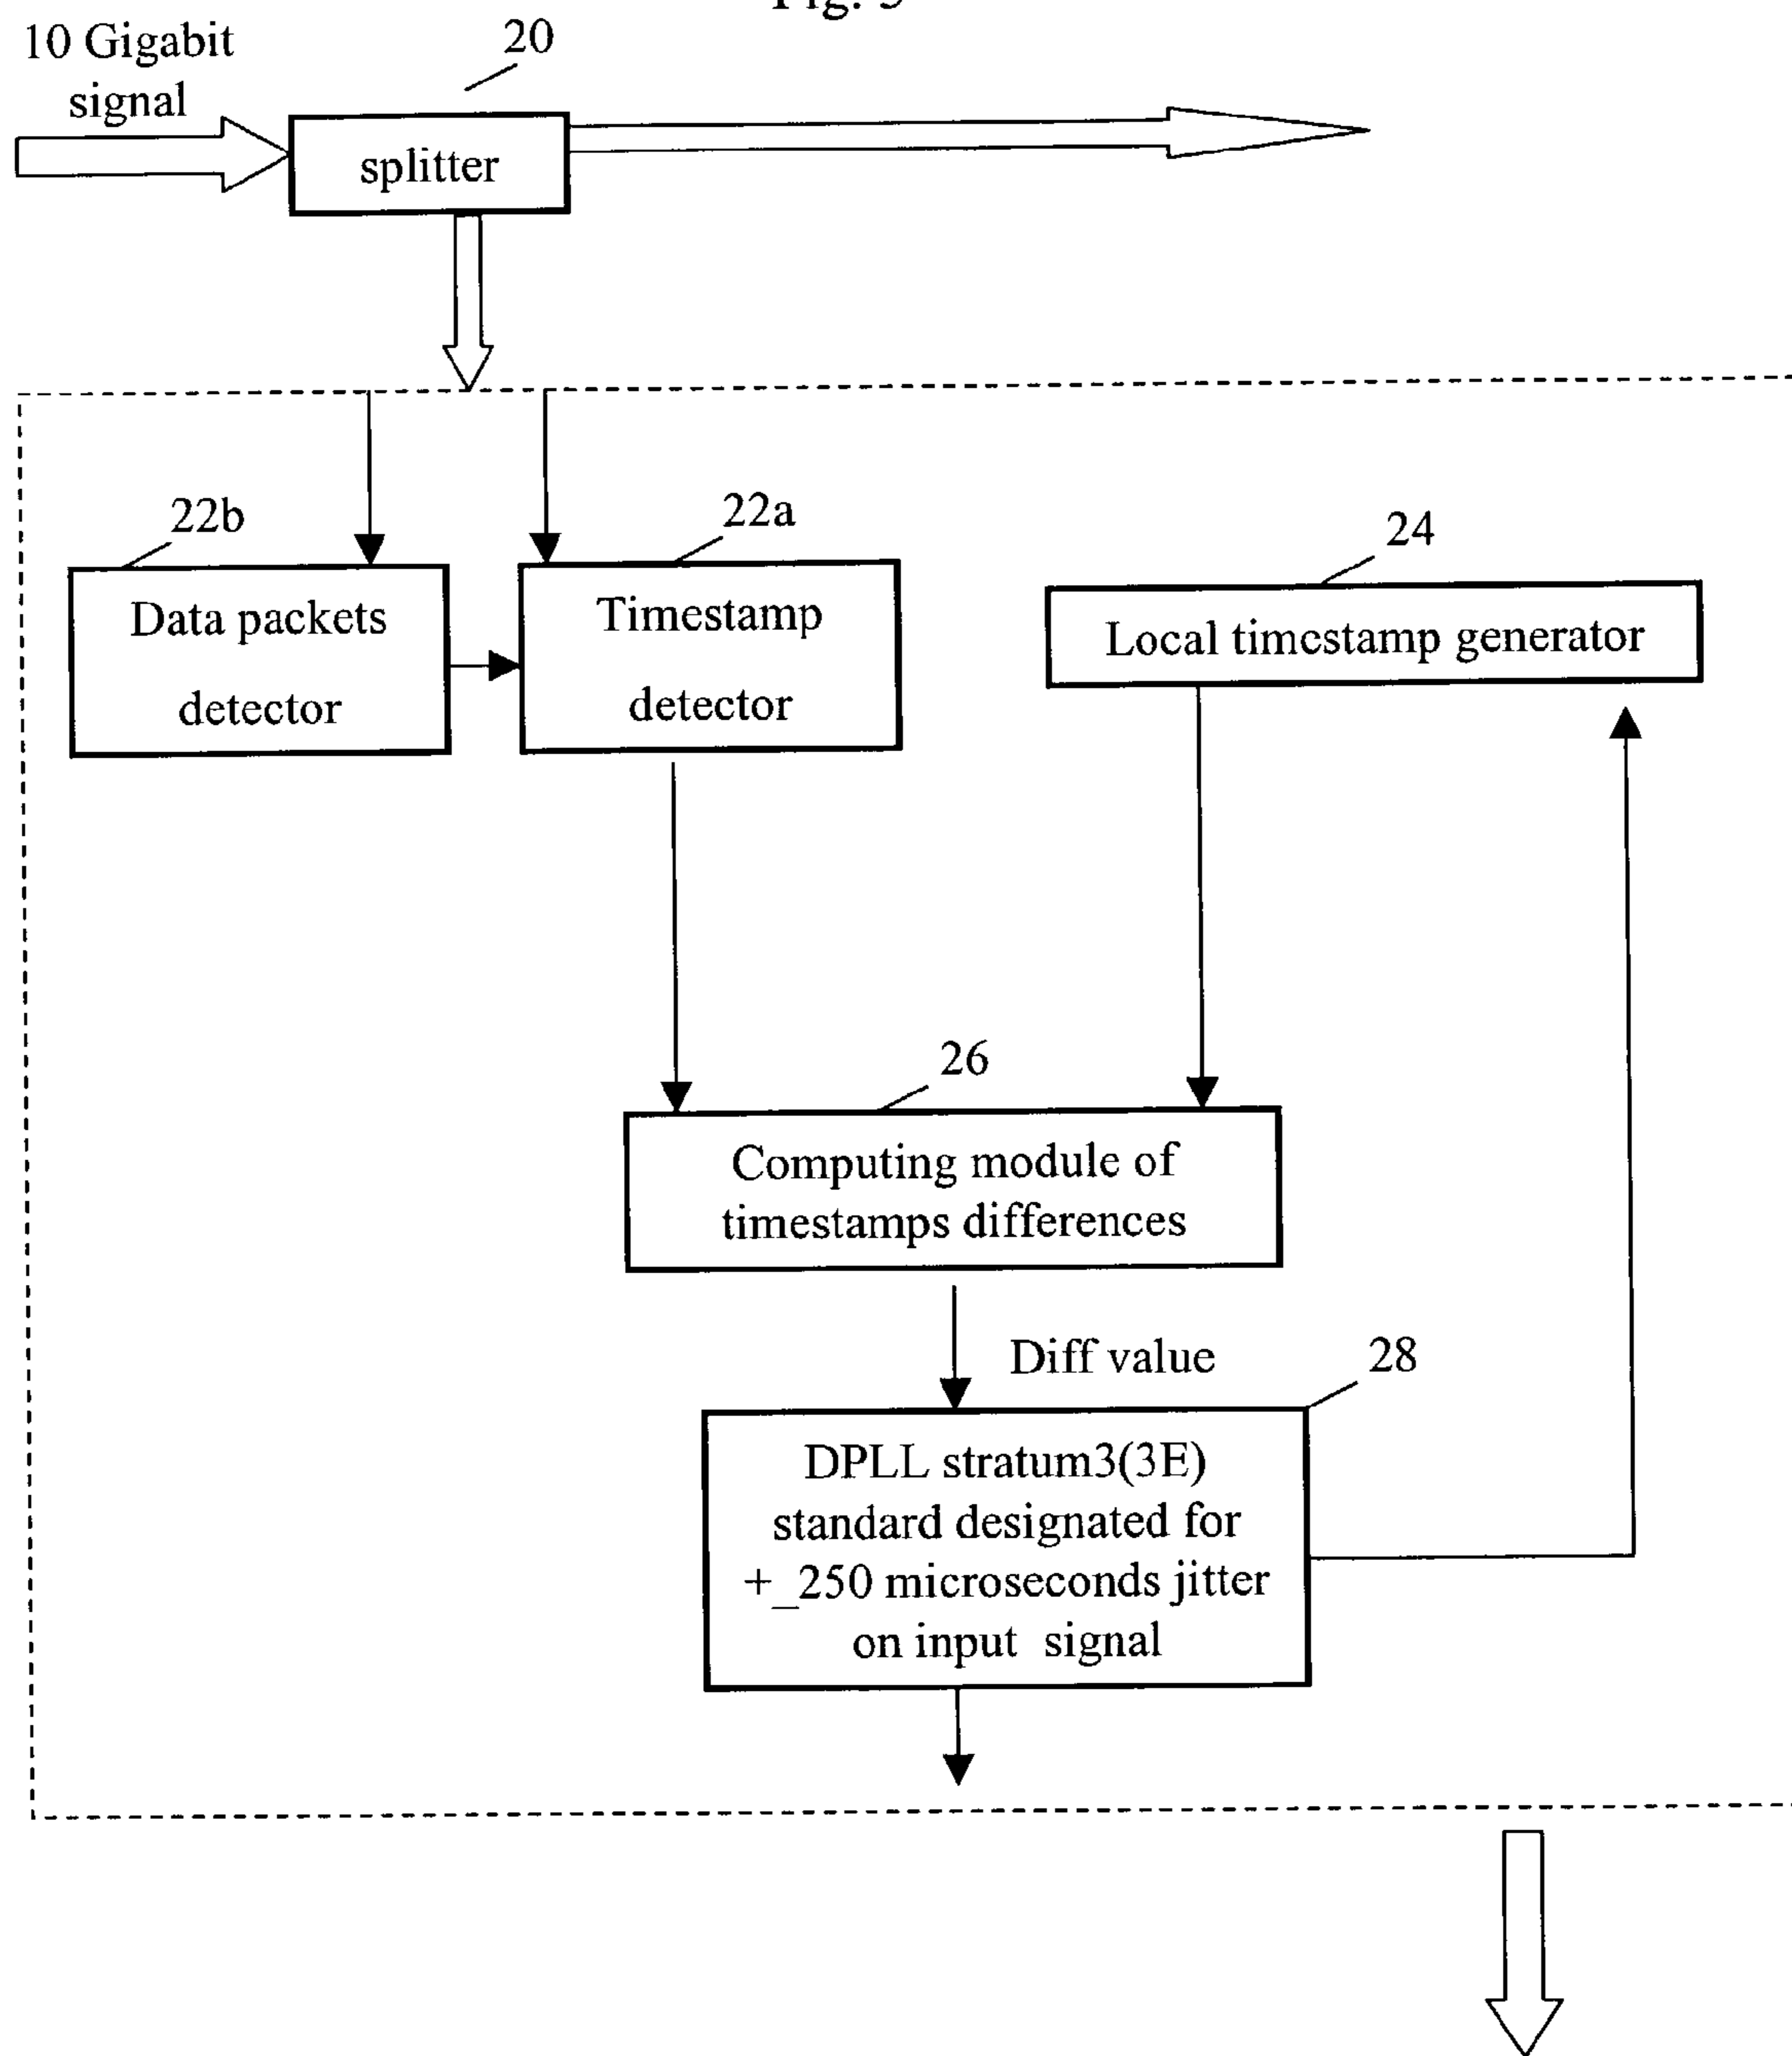 10 Gigabit
signal
20
splitter
22b
22a
24
Data packets
detector
Timestamp
detector
Local timestamp generator
26
Computing module of
timestamps differences
Diff value
28
DPLL stratum3(3E)
standard designated for
+_250 microseconds jitter
on input signal